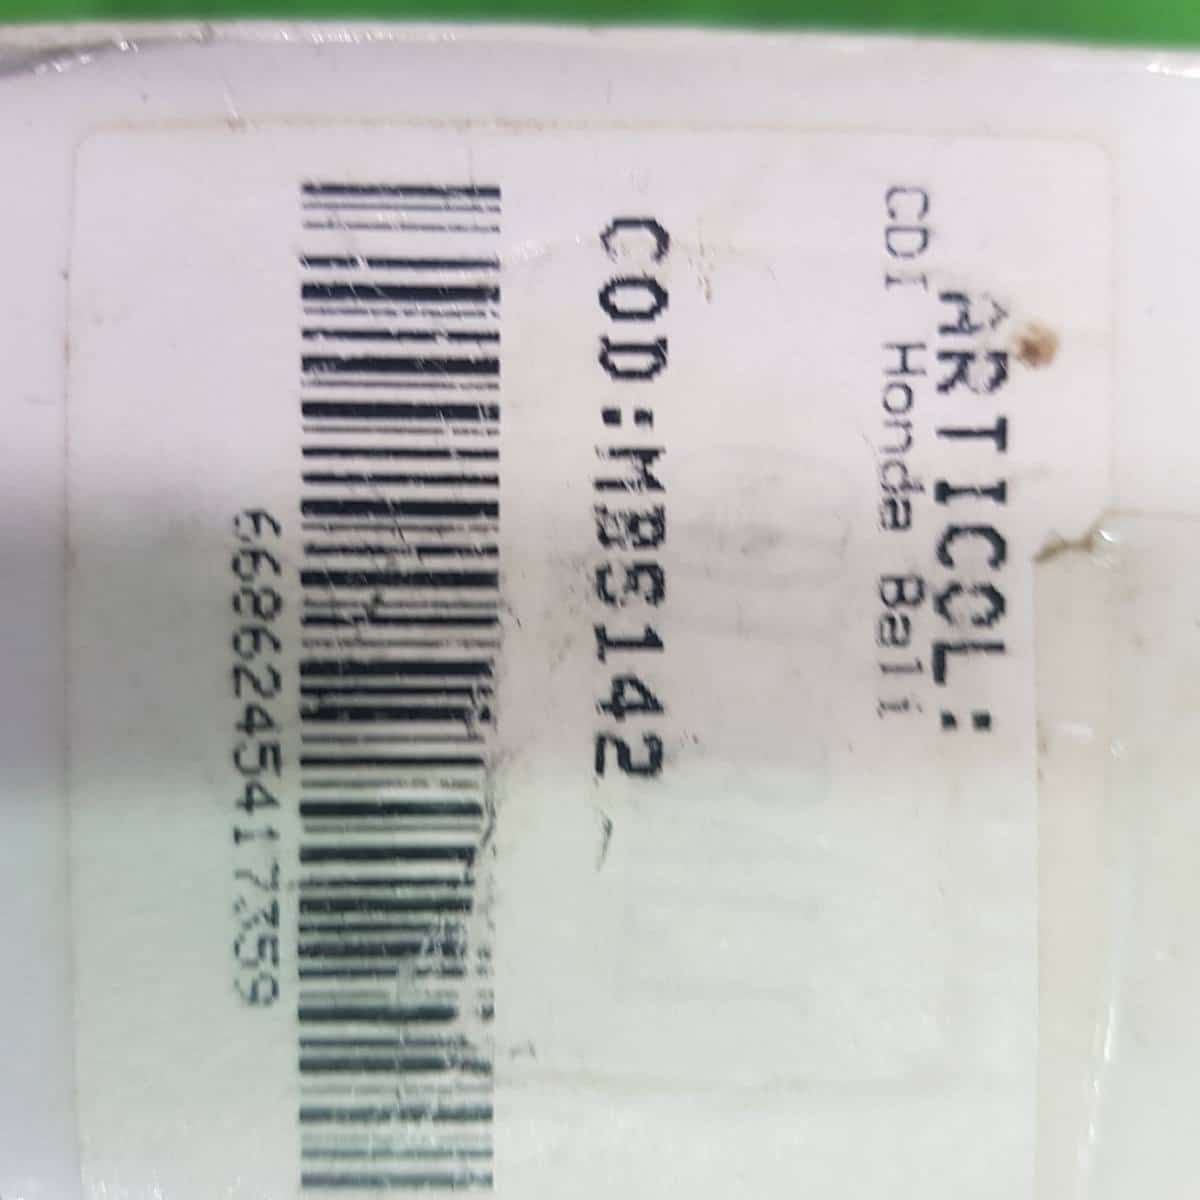 ARTICOL:
CDI Honda Bali
COD:MBS142
6686245417359